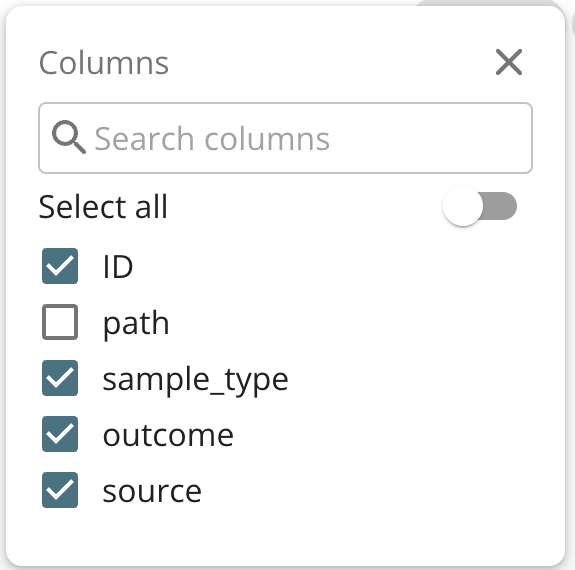 Columns
Search columns
Select all
ID
path
sample_type
outcome
source